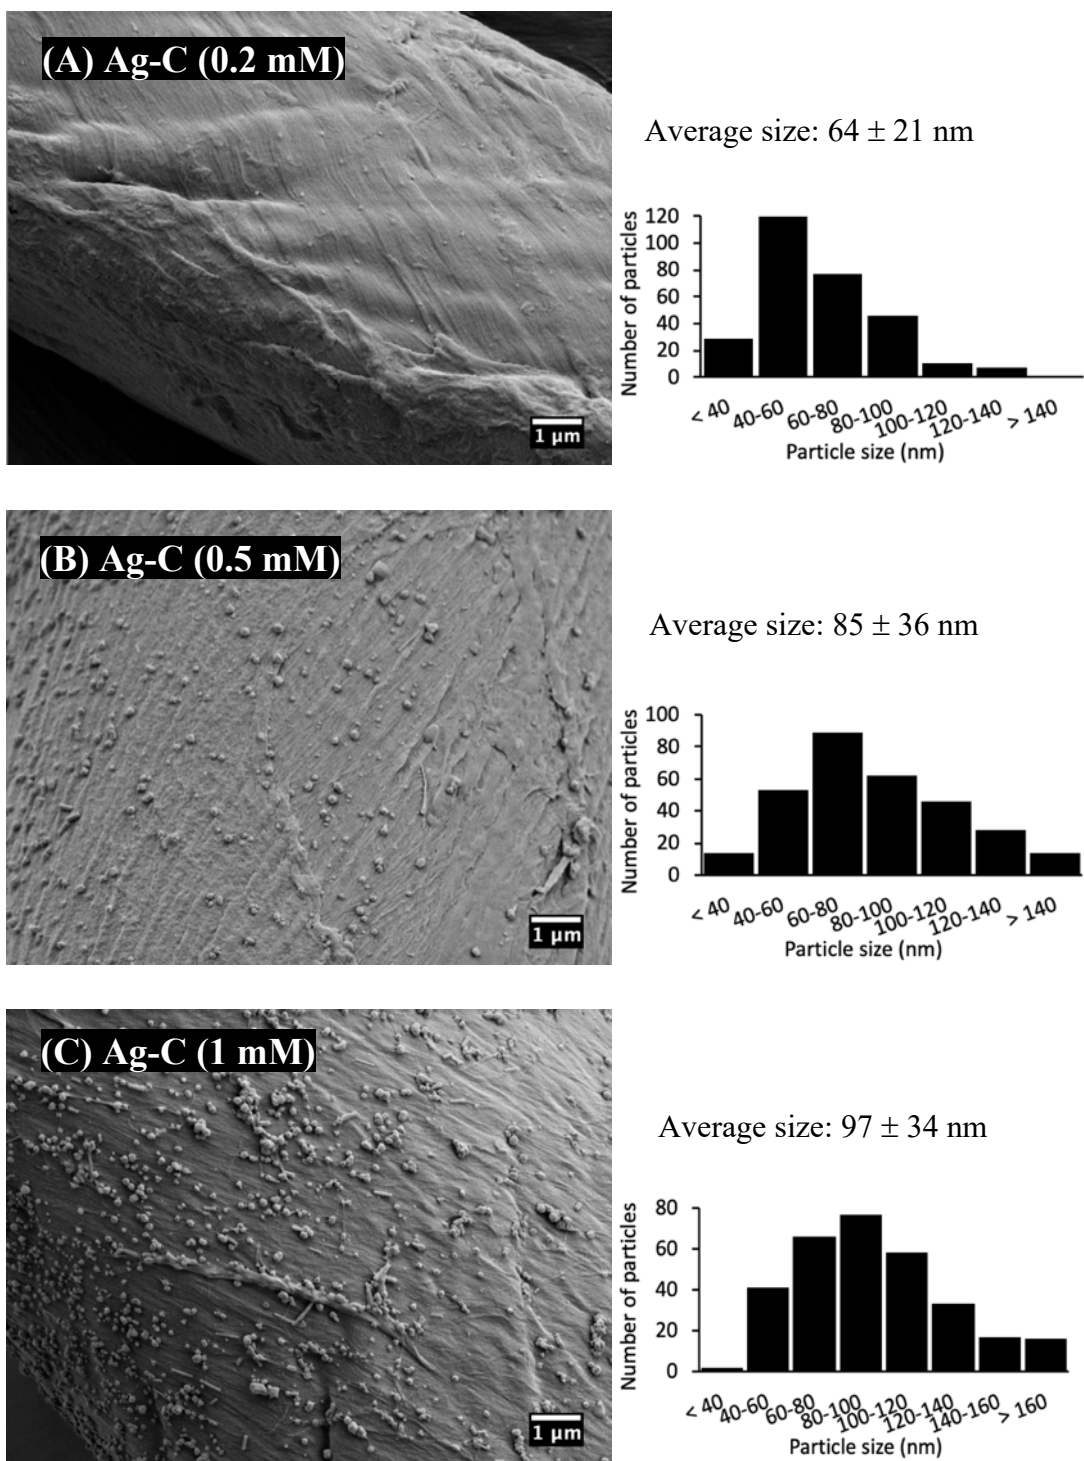 (A) Ag-C (0.2 mM)
1 µm
Average size: 64 ± 21 nm
Number of particles
120
100
80
60
40
20
0
< 40
40-60
60-80
80-100
100-120
120-140
> 140
Particle size (nm)
(B) Ag-C (0.5 mM)
1 µm
Average size: 85 ± 36 nm
Number of particles
100
80
60
40
20
0
< 40
40-60
60-80
80-100
100-120
120-140
> 140
Particle size (nm)
(C) Ag-C (1 mM)
1 µm
Average size: 97 ± 34 nm
Number of particles
80
60
40
20
0
< 40
40-60
60-80
80-100
100-120
120-140
140-160
> 160
Particle size (nm)